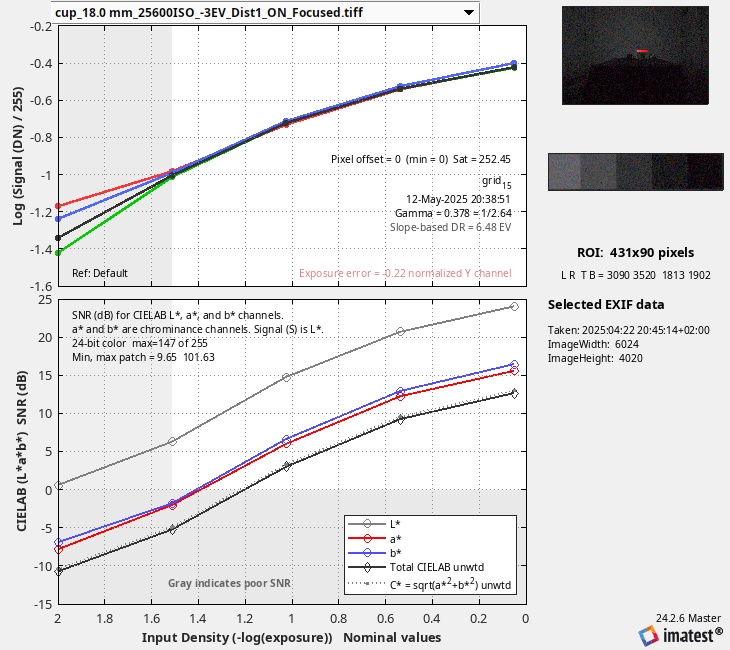 cup_18.0 mm_25600ISO_-3EV_Dist1_ON_Focused.tiff
-0.2
-0.4
-0.6
-0.8
-1
-1.2
-1.4
-1.6
Log (Signal (DN) / 255)
Pixel offset = 0 (min = 0) Sat = 252.45
grid15
12-May-2025 20:38:51
Gamma = 0.378 = 1/2.64
Slope-based DR = 6.48 EV
Ref: Default
Exposure error = -0.22 normalized Y channel
ROI: 431x90 pixels
L R T B = 3090 3520 1813 1902
Selected EXIF data
Taken: 2025:04:22 20:45:14+02:00
ImageWidth: 6024
ImageHeight: 4020
25
20
15
10
5
0
-5
-10
-15
CIELAB (L*a*b*) SNR (dB)
SNR (dB) for CIELAB L*, a*, and b* channels.
a* and b* are chrominance channels. Signal (S) is L*.
24-bit color max=147 of 255
Min, max patch = 9.65 101.63
L*
a*
b*
Total CIELAB unwtd
C* = sqrt(a*2+b*2) unwtd
Gray indicates poor SNR
2 1.8 1.6 1.4 1.2 1 0.8 0.6 0.4 0.2 0
Input Density (-log(exposure)) Nominal values
24.2.6 Master
imatest®